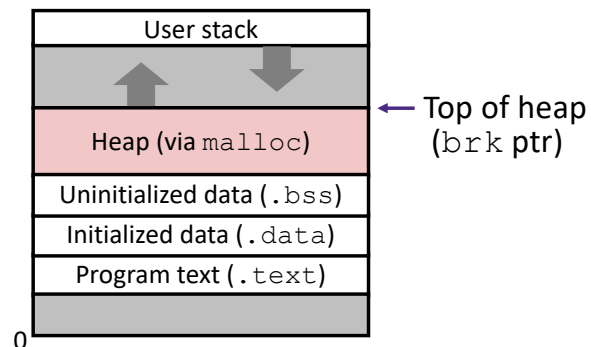 User stack
Top of heap
(brk ptr)
Heap (via malloc)
Uninitialized data (.bss)
Initialized data (.data)
Program text (.text)
0